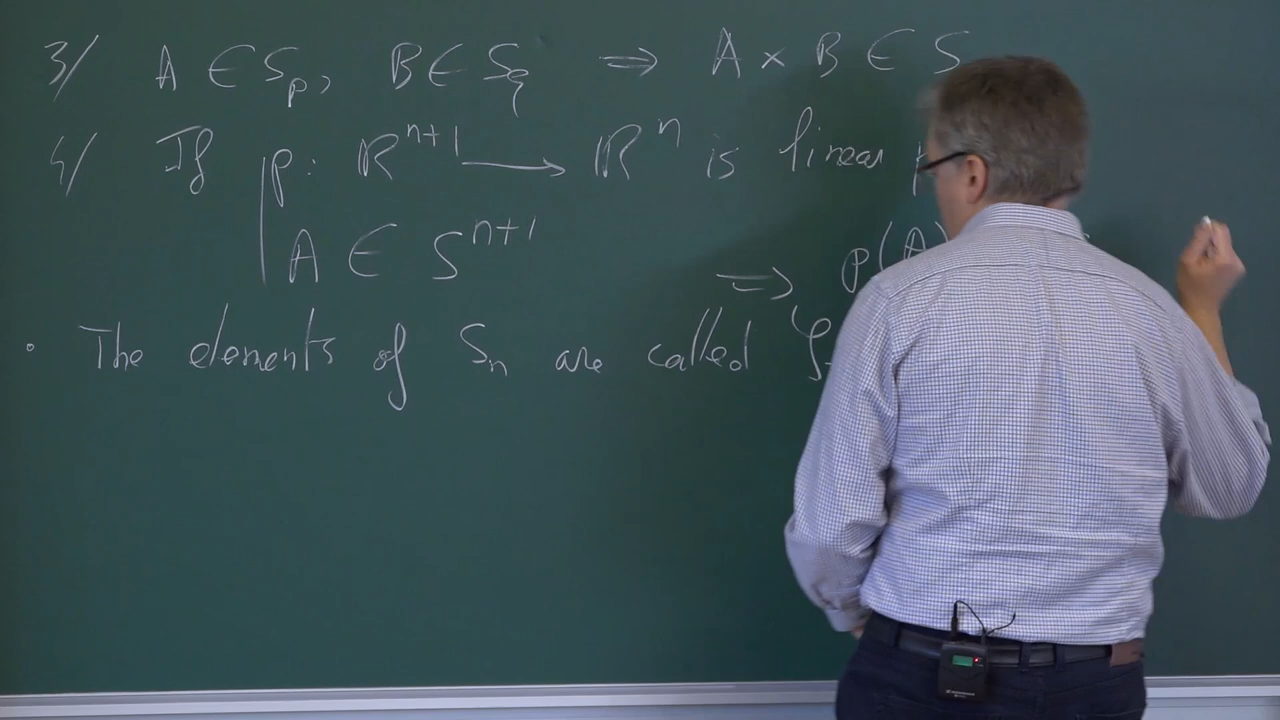 3/ A ∈ S_p, B ∈ S_q ⇒ A × B ∈ S
4/ If p: ℝ^{n+1} → ℝ^n is linear
A ∈ S^{n+1}
⇒ p(A)
• The elements of S_n are called